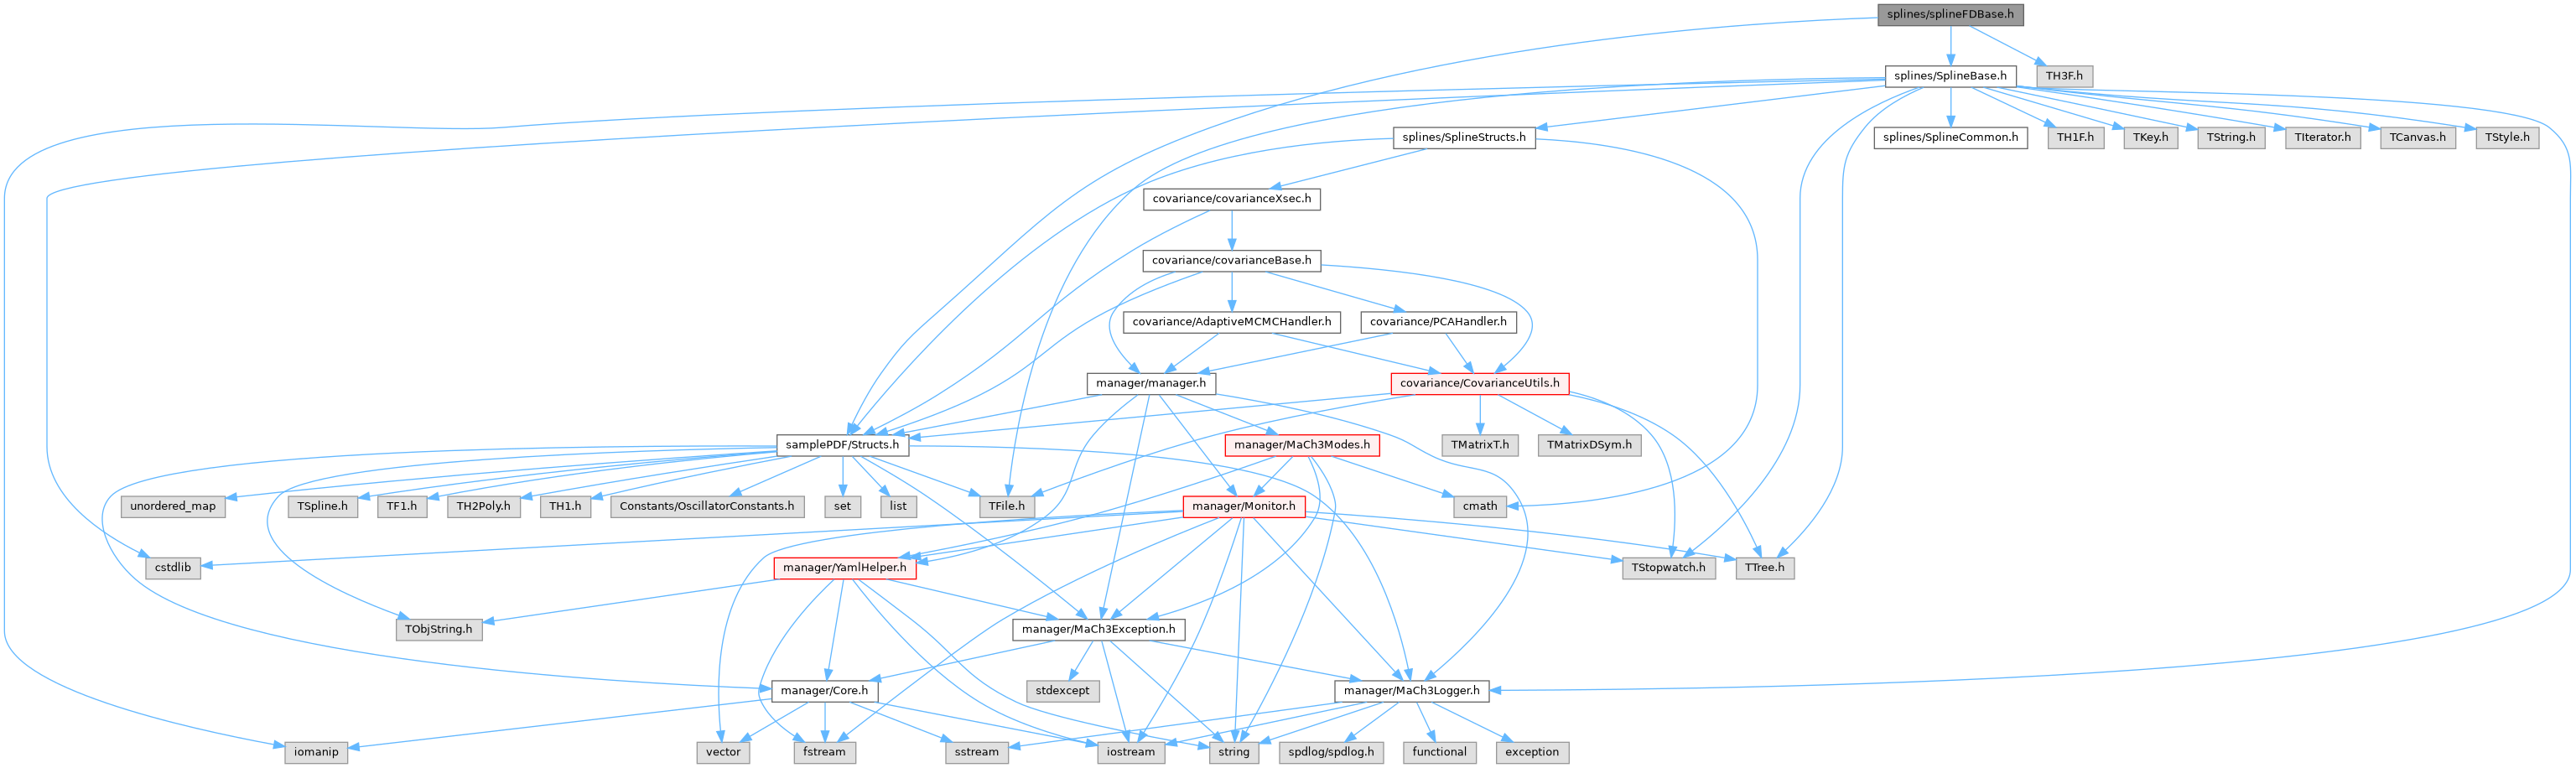 splines/splineFDBase.h
splines/SplineBase.h
TH3F.h
splines/SplineStructs.h
splines/SplineCommon.h
TH1F.h
TKey.h
TString.h
TIterator.h
TCanvas.h
TStyle.h
covariance/covarianceXsec.h
covariance/covarianceBase.h
covariance/AdaptiveMCMCHandler.h
covariance/PCAHandler.h
manager/manager.h
covariance/CovarianceUtils.h
samplePDF/Structs.h
manager/MaCh3Modes.h
TMatrixT.h
TMatrixDSym.h
unordered_map
TSpline.h
TF1.h
TH2Poly.h
TH1.h
Constants/OscillatorConstants.h
set
list
TFile.h
manager/Monitor.h
cmath
cstdlib
manager/YamlHelper.h
TStopwatch.h
TTree.h
TObjString.h
manager/MaCh3Exception.h
manager/Core.h
stdexcept
manager/MaCh3Logger.h
iomanip
vector
fstream
sstream
iostream
string
spdlog/spdlog.h
functional
exception